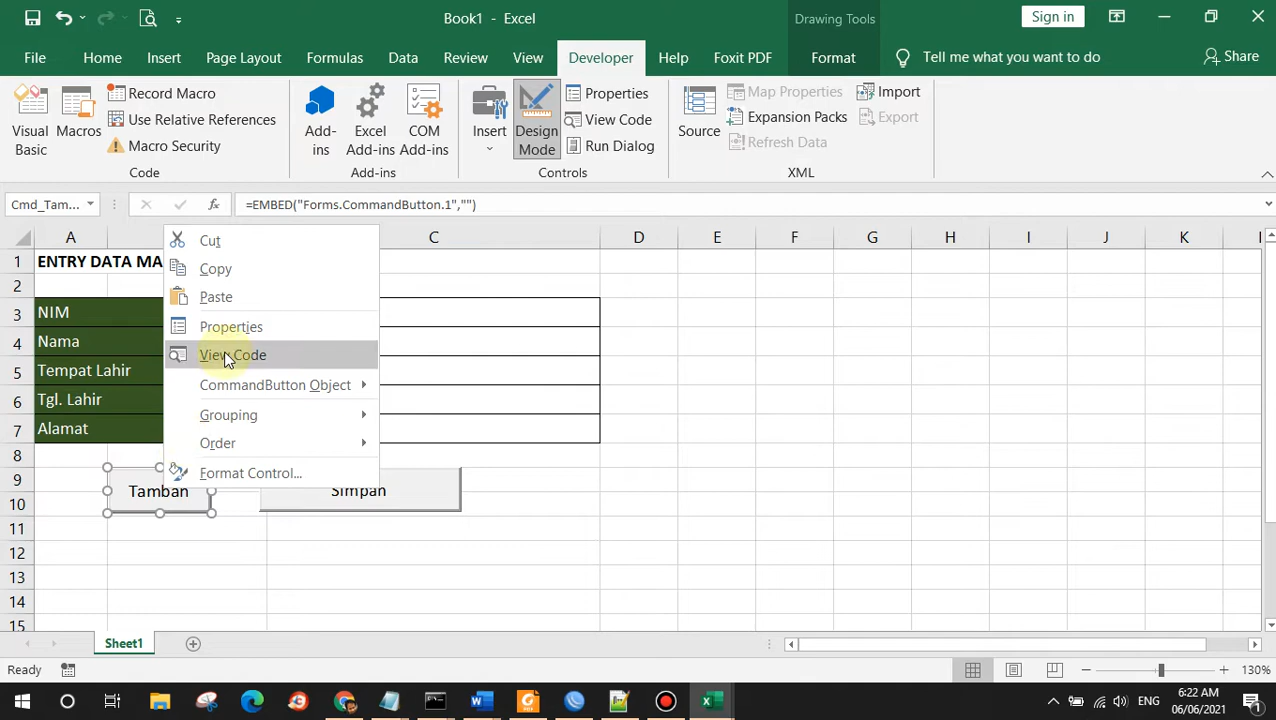 Book1 - Excel
Drawing Tools
Sign in
File
Home
Insert
Page Layout
Formulas
Data
Review
View
Developer
Help
Foxit PDF
Format
Tell me what you want to do
Share
Visual Basic
Macros
Record Macro
Use Relative References
Macro Security
Code
Add-ins
Excel Add-ins
COM Add-ins
Add-ins
Insert
Design Mode
Properties
View Code
Run Dialog
Controls
Source
Map Properties
Expansion Packs
Refresh Data
Import
Export
XML
Cmd_Tam...
fx
=EMBED("Forms.CommandButton.1","")
A C D E F G H I J K
1 ENTRY DATA MA
2
3 NIM
4 Nama
5 Tempat Lahir
6 Tgl. Lahir
7 Alamat
8
9
10
11
12
13
14
15
Cut
Copy
Paste
Properties
View Code
CommandButton Object
Grouping
Order
Format Control...
Tambah
Simpan
Sheet1
Ready
130%
ENG
6:22 AM
06/06/2021
1